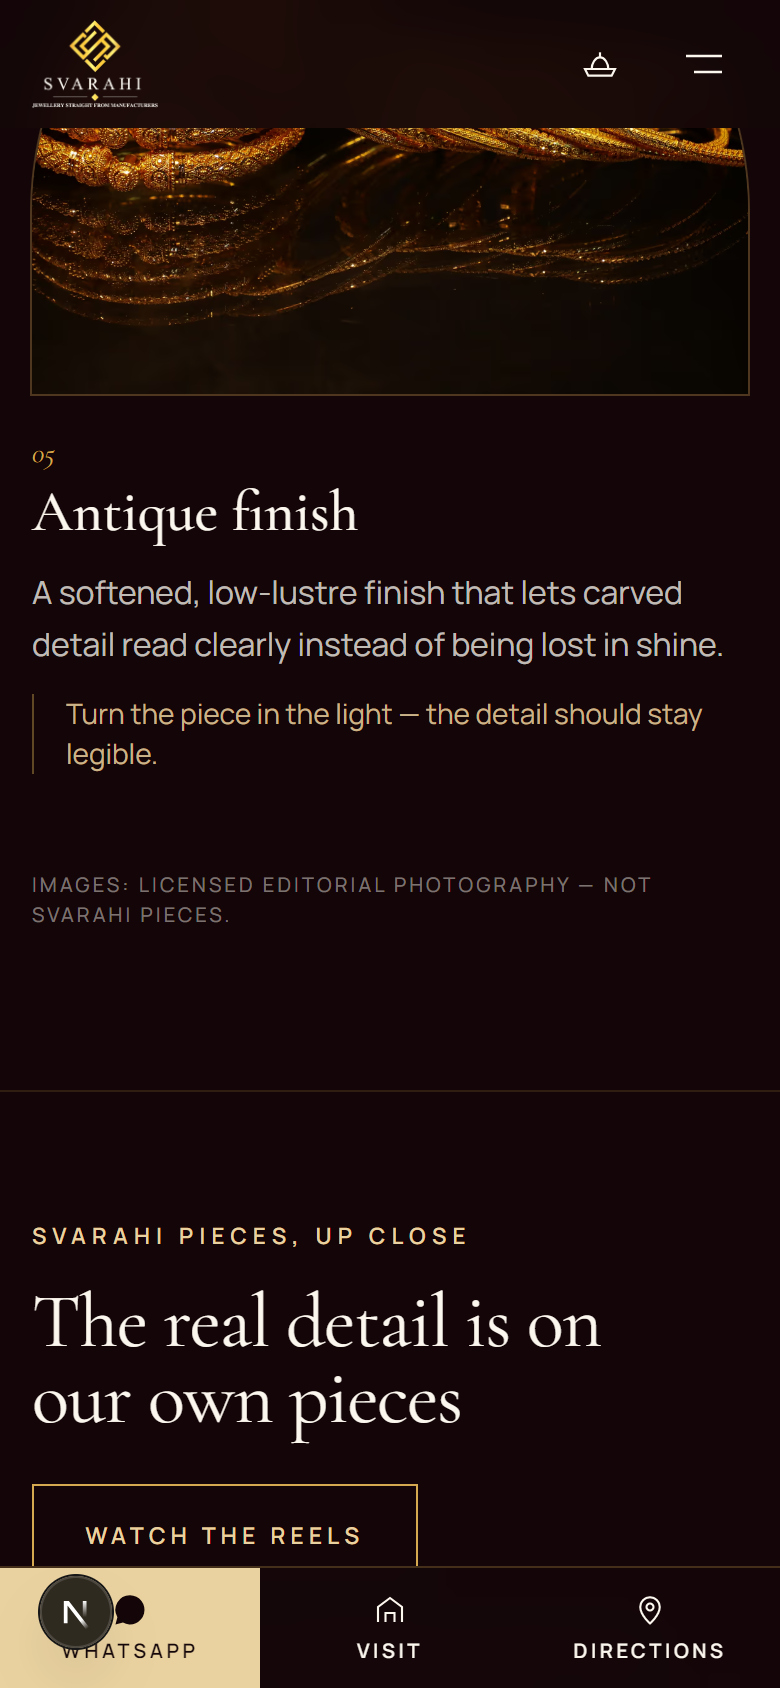 SVARAHI
JEWELLERY STRAIGHT FROM MANUFACTURERS
05
Antique finish
A softened, low-lustre finish that lets carved
detail read clearly instead of being lost in shine.
Turn the piece in the light — the detail should stay
legible.
IMAGES: LICENSED EDITORIAL PHOTOGRAPHY — NOT
SVARAHI PIECES.
SVARAHI PIECES, UP CLOSE
The real detail is on
our own pieces
WATCH THE REELS
N
WHATSAPP
VISIT
DIRECTIONS